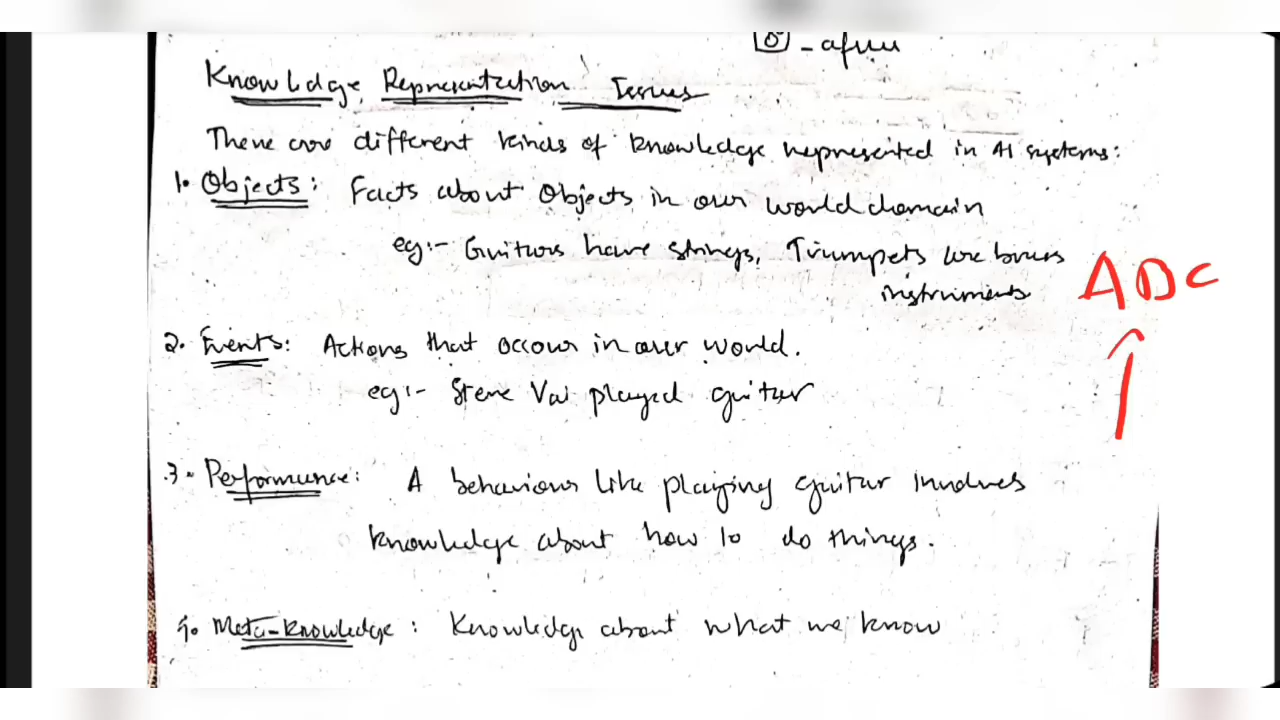 - afuu
Knowledge Representation Issues
There are different kinds of knowledge represented in AI systems:
1. Objects: Facts about Objects in our world domain
eg:- Guitars have strings, Trumpets are brass
instruments
ADC
2. Events: Actions that occur in our world.
eg:- Steve Vai played guitar
3. Performance: A behaviour like playing guitar involves
knowledge about how to do things.
4. Meta-Knowledge: Knowledge about what we know